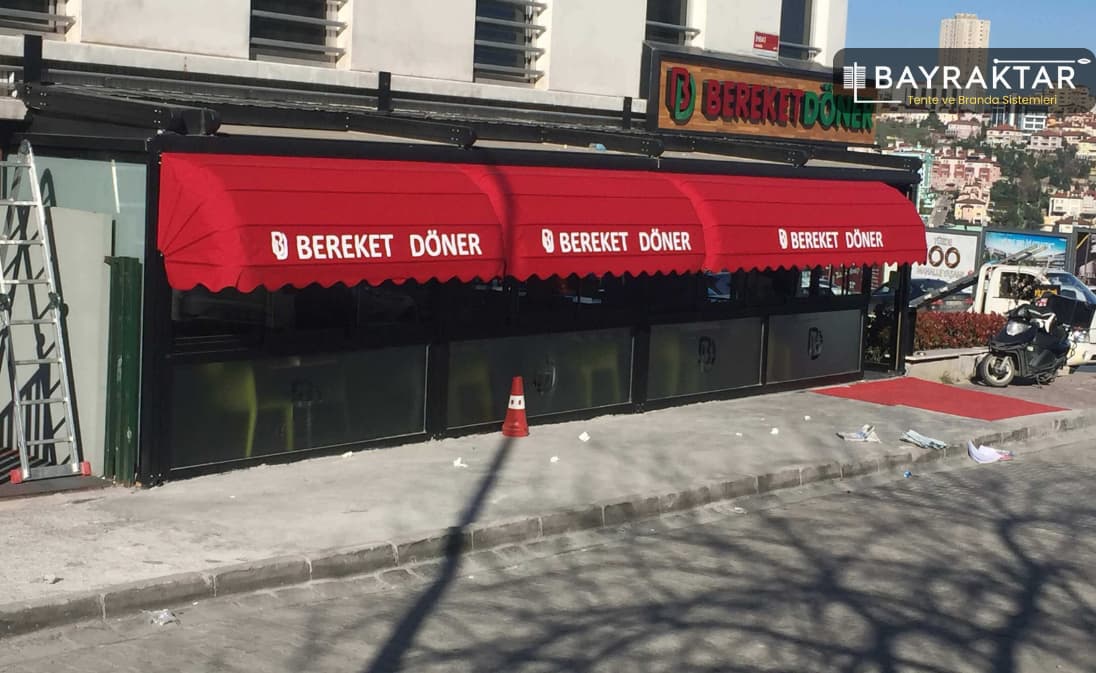 BAYRAKTAR
Tente ve Branda Sistemleri
BEREKET DÖNER
BEREKET DÖNER
BEREKET DÖNER
BEREKET DÖNER